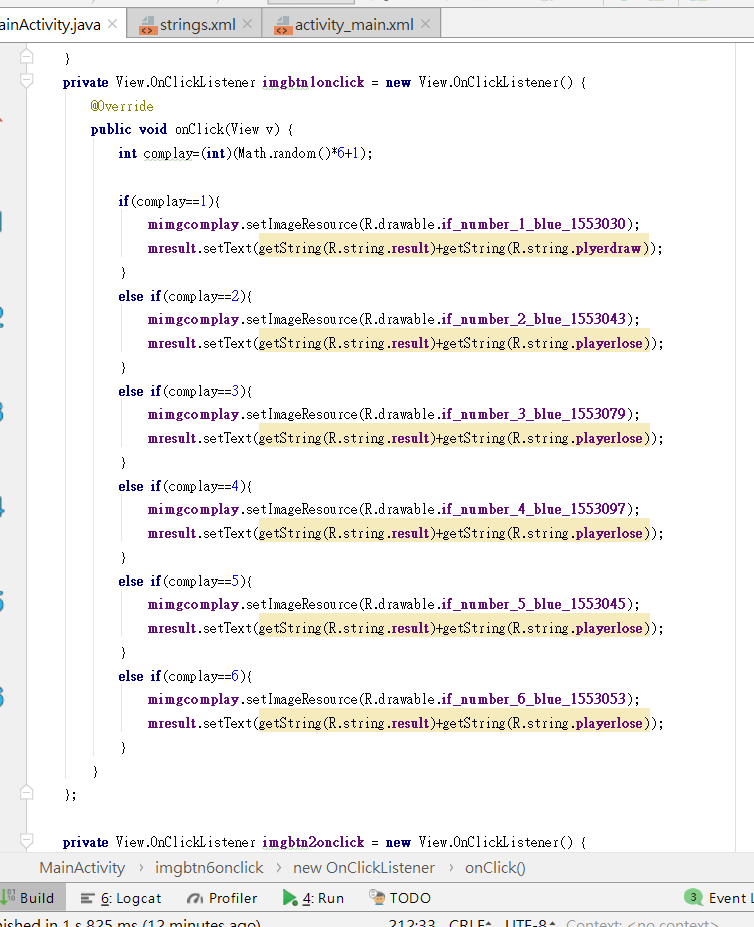 ainActivity.java × strings.xml × activity_main.xml ×
}
private View.OnClickListener imgbtn1onclick = new View.OnClickListener() {
@Override
public void onClick(View v) {
int complay=(int)(Math.random()*6+1);
if(complay==1){
mimgcomplay.setImageResource(R.drawable.if_number_1_blue_1553030);
mresult.setText(getString(R.string.result)+getString(R.string.plyerdraw));
}
else if(complay==2){
mimgcomplay.setImageResource(R.drawable.if_number_2_blue_1553043);
mresult.setText(getString(R.string.result)+getString(R.string.playerlose));
}
else if(complay==3){
mimgcomplay.setImageResource(R.drawable.if_number_3_blue_1553079);
mresult.setText(getString(R.string.result)+getString(R.string.playerlose));
}
else if(complay==4){
mimgcomplay.setImageResource(R.drawable.if_number_4_blue_1553097);
mresult.setText(getString(R.string.result)+getString(R.string.playerlose));
}
else if(complay==5){
mimgcomplay.setImageResource(R.drawable.if_number_5_blue_1553045);
mresult.setText(getString(R.string.result)+getString(R.string.playerlose));
}
else if(complay==6){
mimgcomplay.setImageResource(R.drawable.if_number_6_blue_1553053);
mresult.setText(getString(R.string.result)+getString(R.string.playerlose));
}
}
};
private View.OnClickListener imgbtn2onclick = new View.OnClickListener() {
MainActivity › imgbtn6onclick › new OnClickListener › onClick()
Build 6: Logcat Profiler 4: Run TODO 3 Event L
nished in 1 s 825 ms (12 minutes ago) 212:33 CRLF UTF-8 Context: <no context>